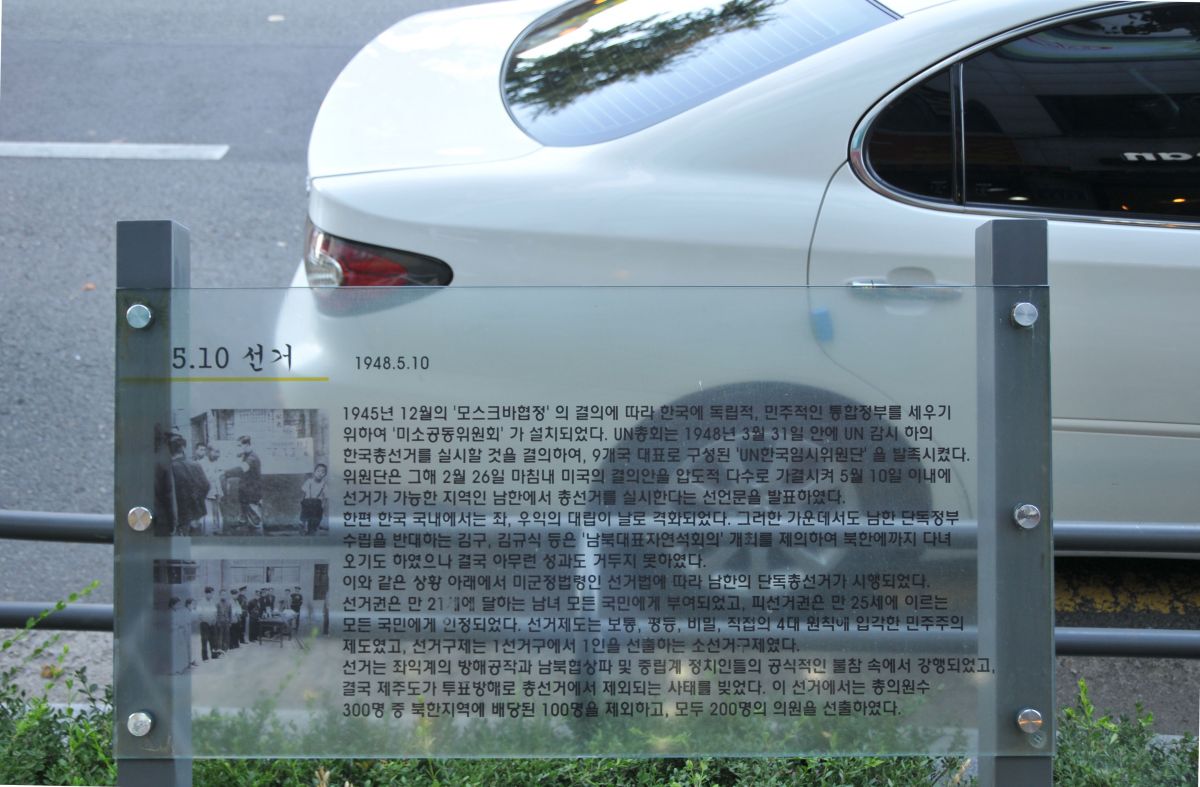 5.10 선거
1948.5.10
1945년 12월의 '모스크바협정' 의 결의에 따라 한국에 독립적, 민주적인 통합정부를 세우기
위하여 '미소공동위원회' 가 설치되었다. UN총회는 1948년 3월 31일 안에 UN 감시 하의
한국총선거를 실시할 것을 결의하여, 9개국 대표로 구성된 'UN한국임시위원단' 을 발족시켰다.
위원단은 그해 2월 26일 마침내 미국의 결의안을 압도적 다수로 가결시켜 5월 10일 이내에
선거가 가능한 지역인 남한에서 총선거를 실시한다는 선언문을 발표하였다.
한편 한국 국내에서는 좌, 우익의 대립이 날로 격화되었다. 그러한 가운데서도 남한 단독정부
수립을 반대하는 김구, 김규식 등은 '남북대표자연석회의' 개최를 제의하여 북한에까지 다녀
오기도 하였으나 결국 아무런 성과도 거두지 못하였다.
이와 같은 상황 아래에서 미군정법령인 선거법에 따라 남한의 단독총선거가 시행되었다.
선거권은 만 21세에 달하는 남녀 모든 국민에게 부여되었고, 피선거권은 만 25세에 이르는
모든 국민에게 인정되었다. 선거제도는 보통, 평등, 비밀, 직접의 4대 원칙에 입각한 민주주의
제도였고, 선거구제는 1선거구에서 1인을 선출하는 소선거구제였다.
선거는 좌익계의 방해공작과 남북협상파 및 중립계 정치인들의 공식적인 불참 속에서 강행되었고,
결국 제주도가 투표방해로 총선거에서 제외되는 사태를 빚었다. 이 선거에서는 총의원수
300명 중 북한지역에 배당된 100명을 제외하고, 모두 200명의 의원을 선출하였다.